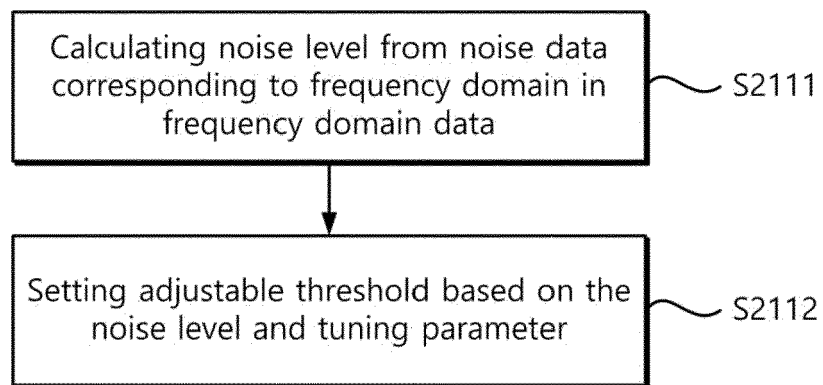 Calculating noise level from noise data
corresponding to frequency domain in
frequency domain data
S2111
Setting adjustable threshold based on the
noise level and tuning parameter
S2112